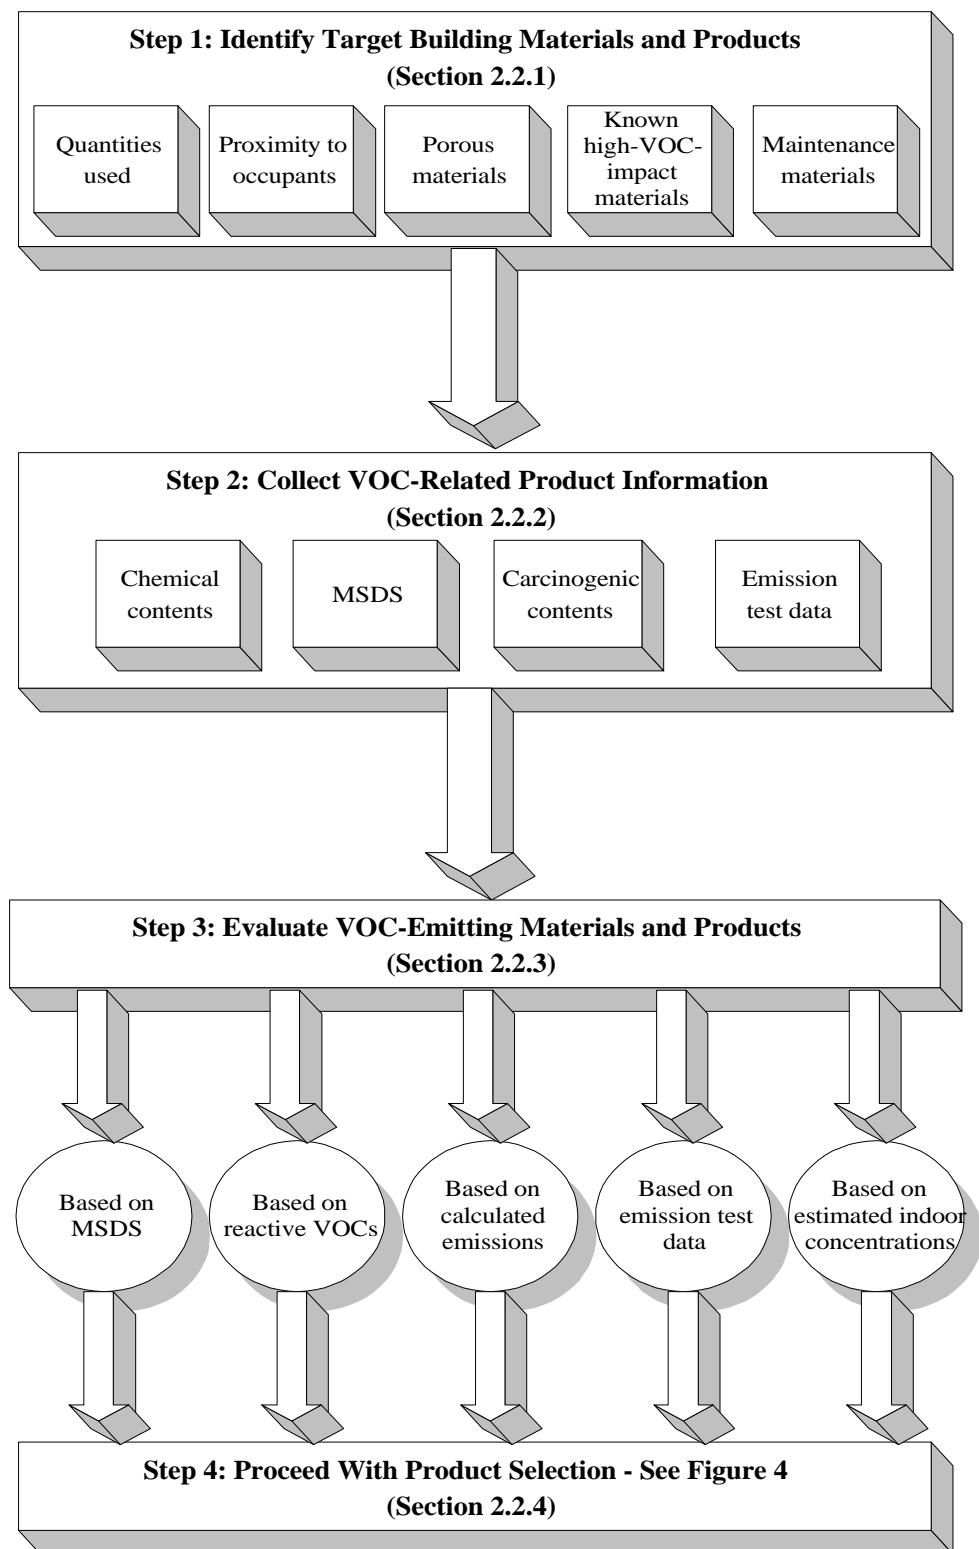 Step 1: Identify Target Building Materials and Products
(Section 2.2.1)
Quantities
used
Proximity to
occupants
Porous
materials
Known
high-VOC-
impact
materials
Maintenance
materials
Step 2: Collect VOC-Related Product Information
(Section 2.2.2)
Chemical
contents
MSDS
Carcinogenic
contents
Emission
test data
Step 3: Evaluate VOC-Emitting Materials and Products
(Section 2.2.3)
Based on
MSDS
Based on
reactive VOCs
Based on
calculated
emissions
Based on
emission test
data
Based on
estimated indoor
concentrations
Step 4: Proceed With Product Selection - See Figure 4
(Section 2.2.4)